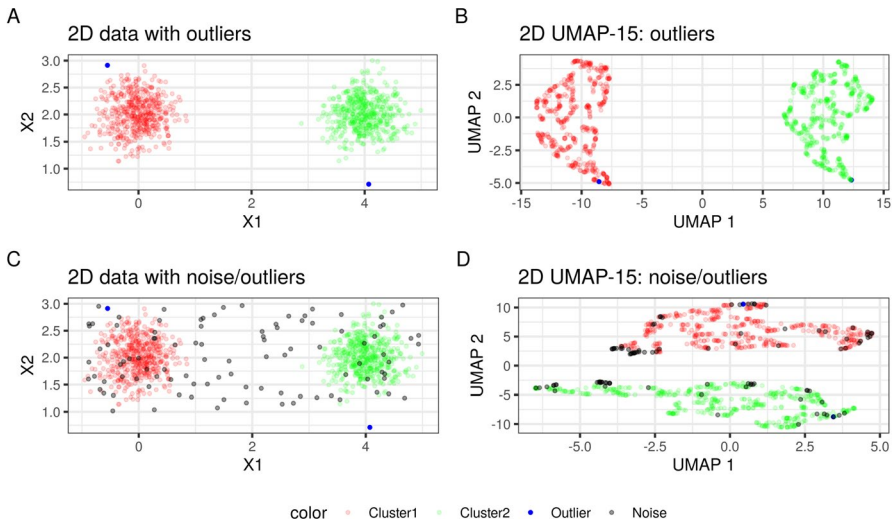 A
2D data with outliers
3.0
2.5
2.0
1.5
1.0
X2
0
2
4
X1
B
2D UMAP-15: outliers
2.5
0.0
-2.5
-5.0
UMAP 2
-15
-10
-5
0
5
10
15
UMAP 1
C
2D data with noise/outliers
3.0
2.5
2.0
1.5
1.0
X2
0
2
4
X1
D
2D UMAP-15: noise/outliers
10
5
0
-5
-10
UMAP 2
-5.0
-2.5
0.0
2.5
5.0
UMAP 1
color Cluster1 Cluster2 Outlier Noise